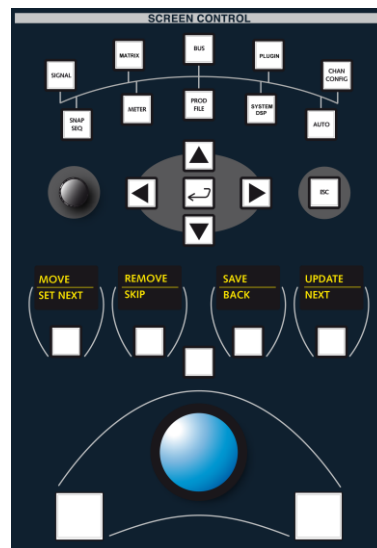 SCREEN CONTROL
BUS
MATRIX
PLUGIN
SIGNAL
CHAN
CONFIG
SNAP
SEQ
METER
PROD
FILE
SYSTEM
DSP
AUTO
ESC
MOVE
SET NEXT
REMOVE
SKIP
SAVE
BACK
UPDATE
NEXT